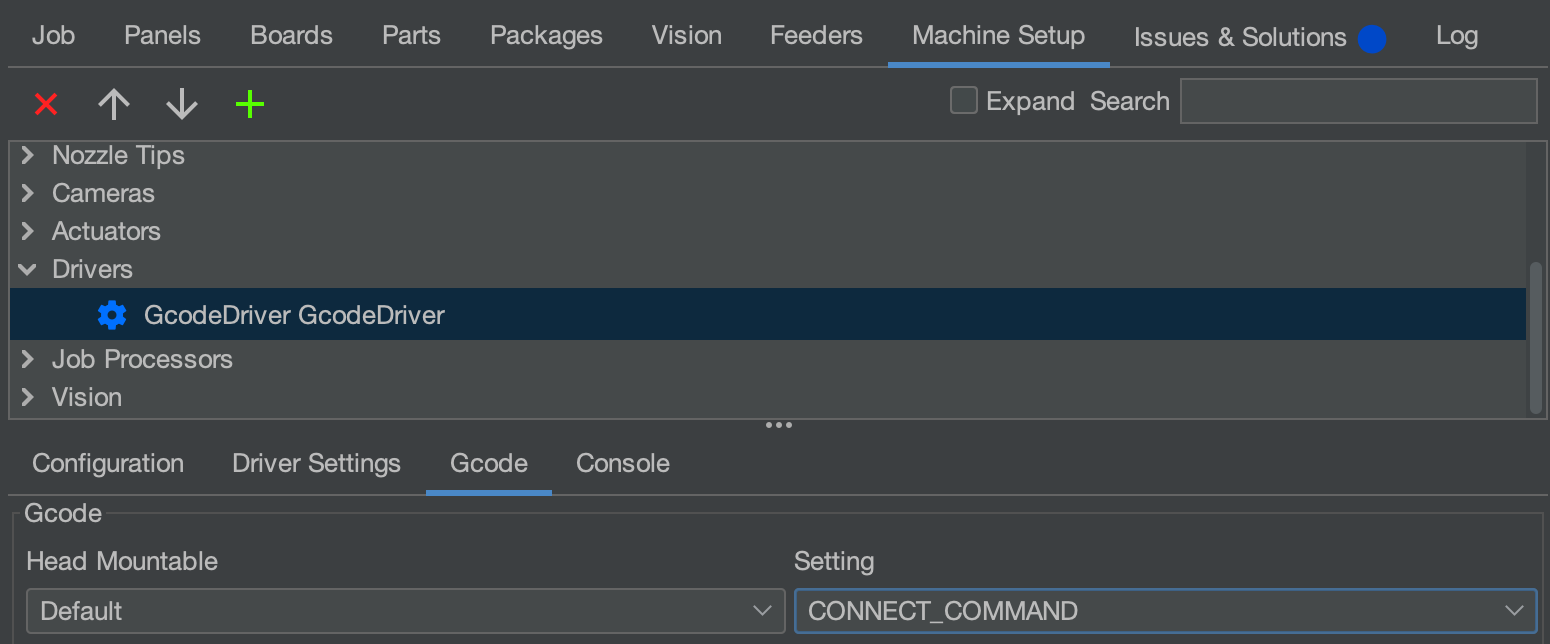 Job Panels Boards Parts Packages Vision Feeders Machine Setup Issues & Solutions Log
Expand Search
Nozzle Tips
Cameras
Actuators
Drivers
GcodeDriver GcodeDriver
Job Processors
Vision
Configuration Driver Settings Gcode Console
Gcode
Head Mountable Setting
Default CONNECT_COMMAND